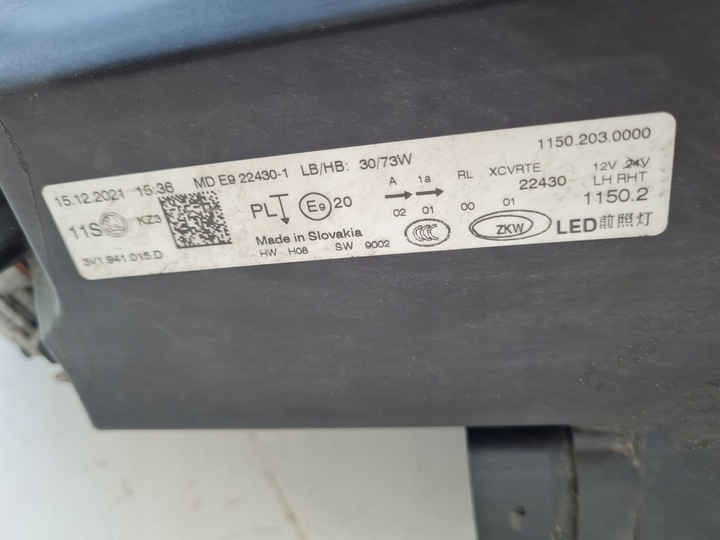 1150.203.0000
15.12.2021 15:36 MD E9 22430-1 LB/HB: 30/73W
A 1a RL XCVRTE 12V 24V
11S KZ3 PL E9 20 22430 LH RHT
02 01 00 01 1150.2
3V1.941.015.D Made in Slovakia CCC ZKW LED前照灯
HW H08 SW 9002